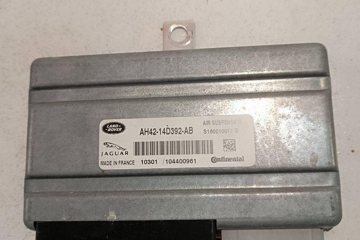 LAND ROVER
AH42-14D392-AB
AIR SUSPENSION
JAGUAR
MADE IN FRANCE 10301 /104400961
Continental